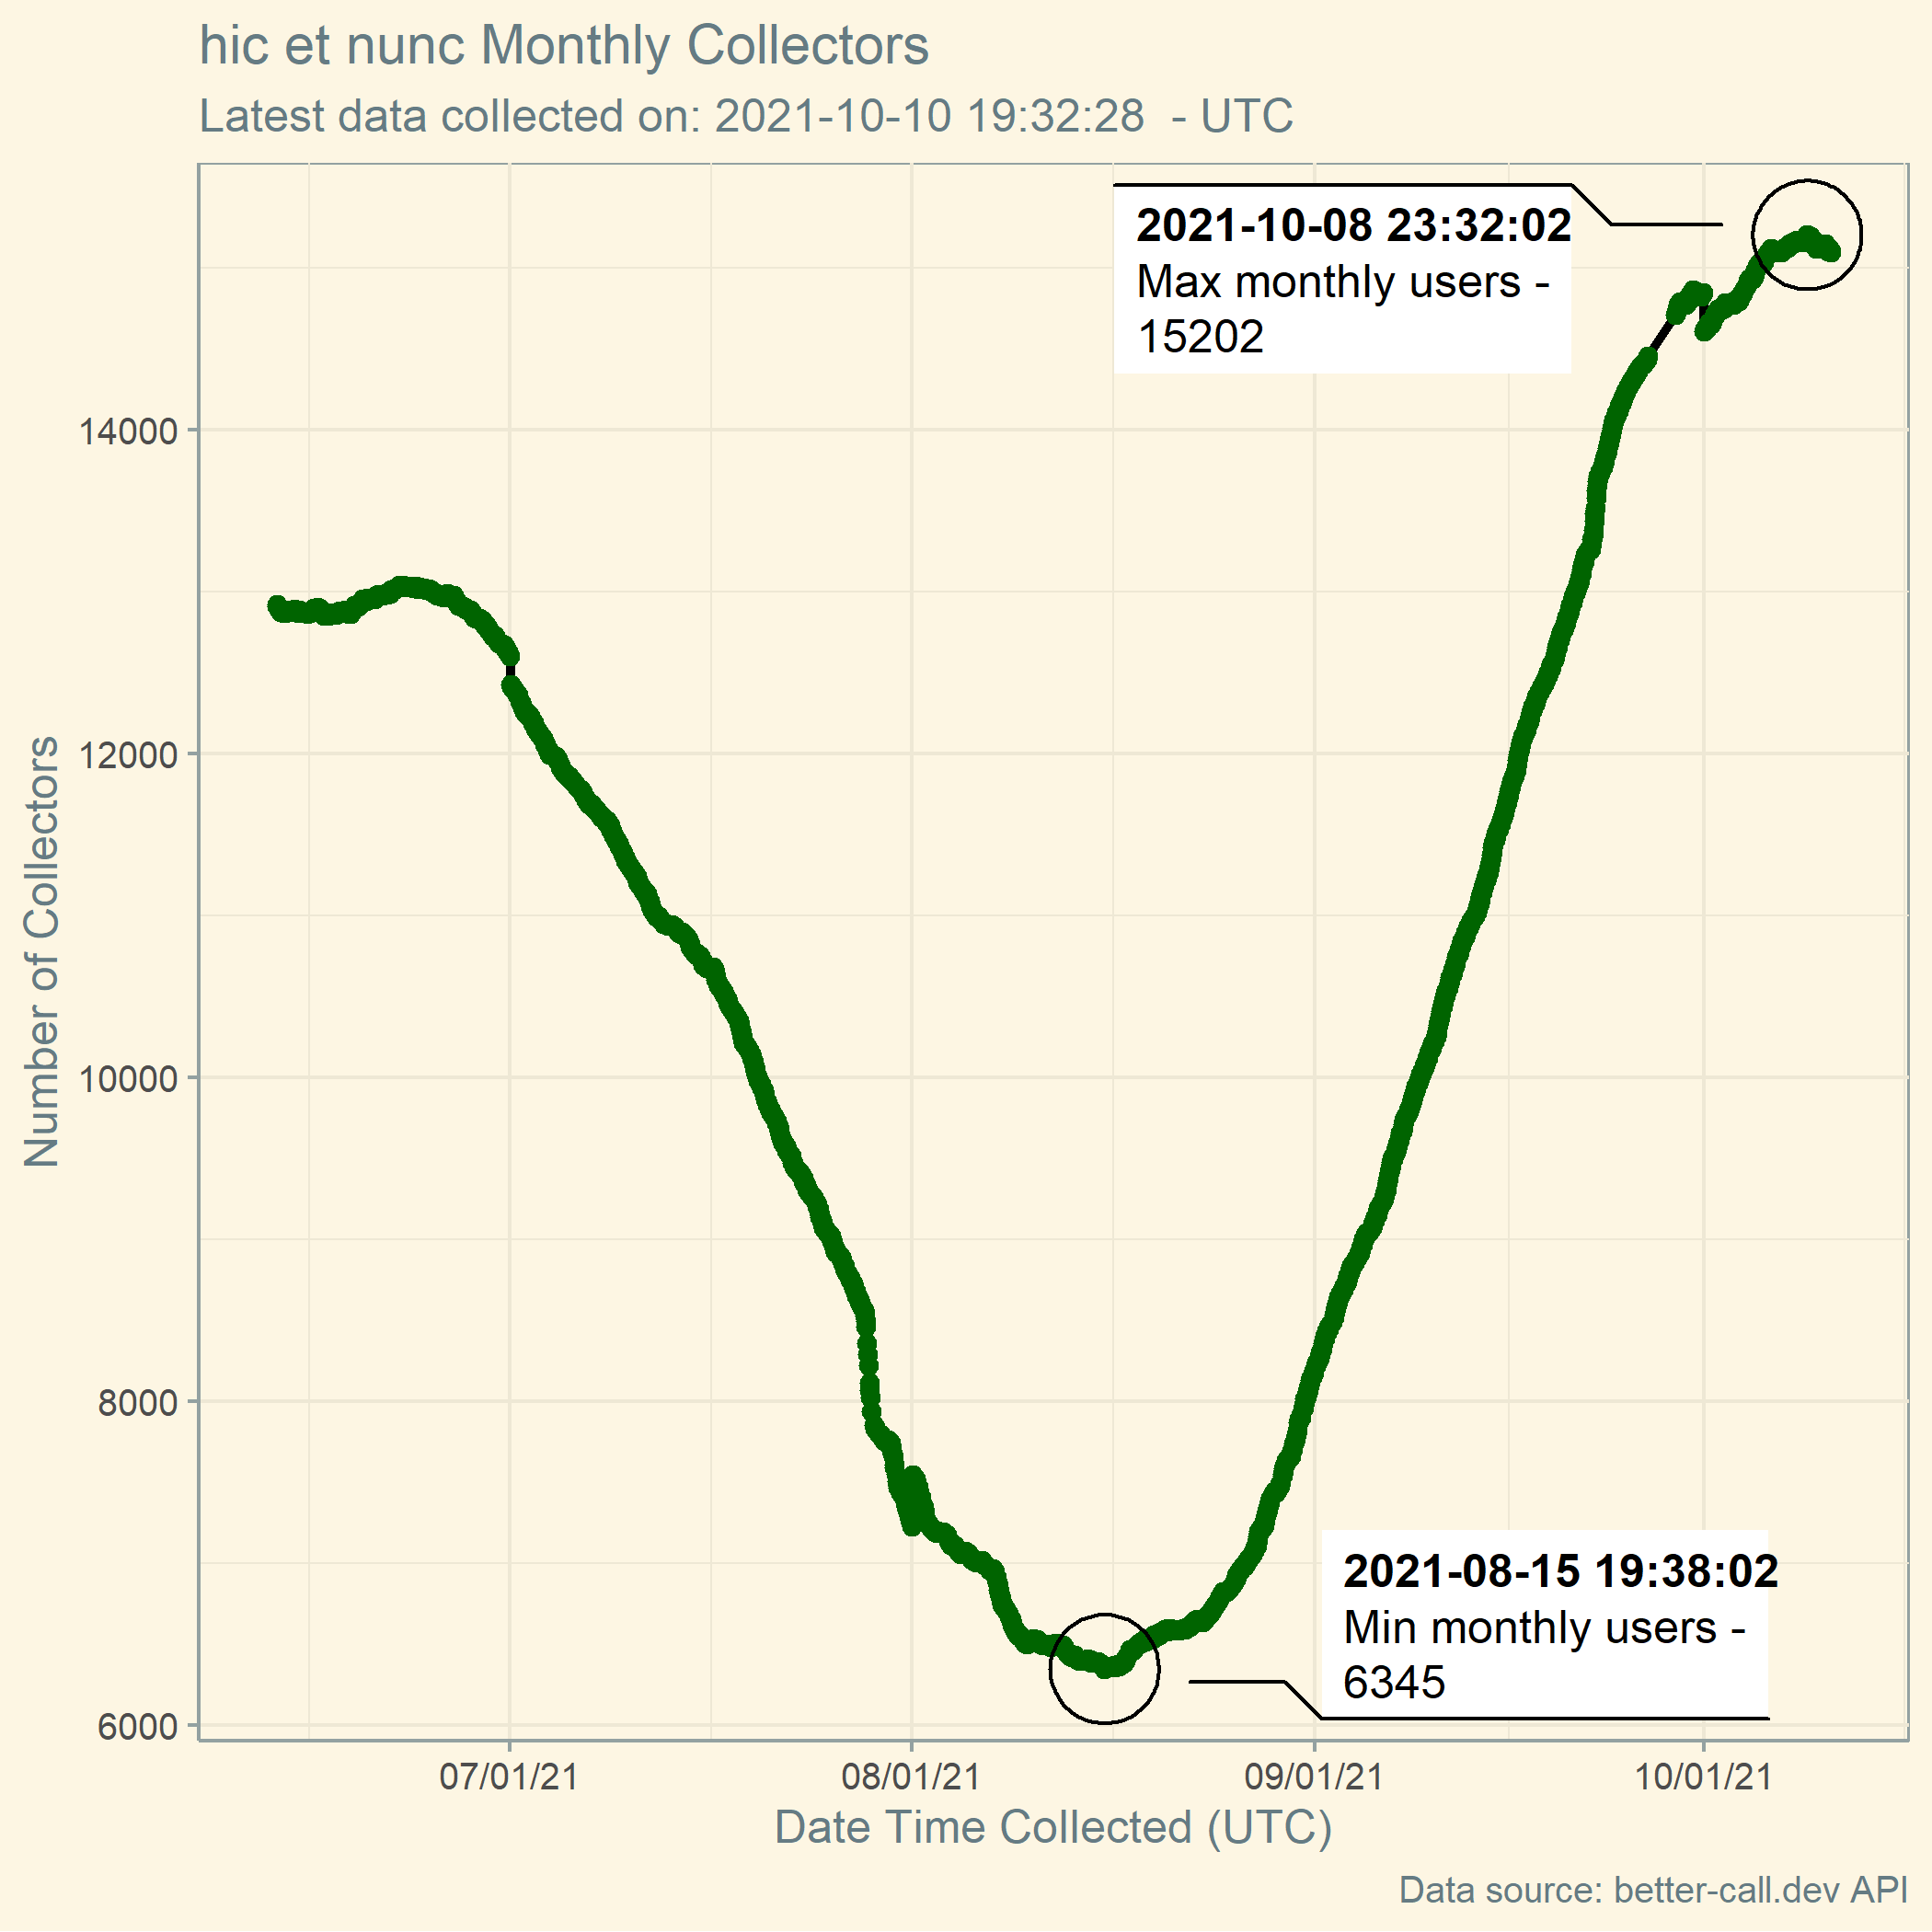 hic et nunc Monthly Collectors
Latest data collected on: 2021-10-10 19:32:28  - UTC
2021-10-08 23:32:02
Max monthly users -
15202
14000
12000
10000
8000
6000
Number of Collectors
2021-08-15 19:38:02
Min monthly users -
6345
07/01/21
08/01/21
09/01/21
10/01/21
Date Time Collected (UTC)
Data source: better-call.dev API